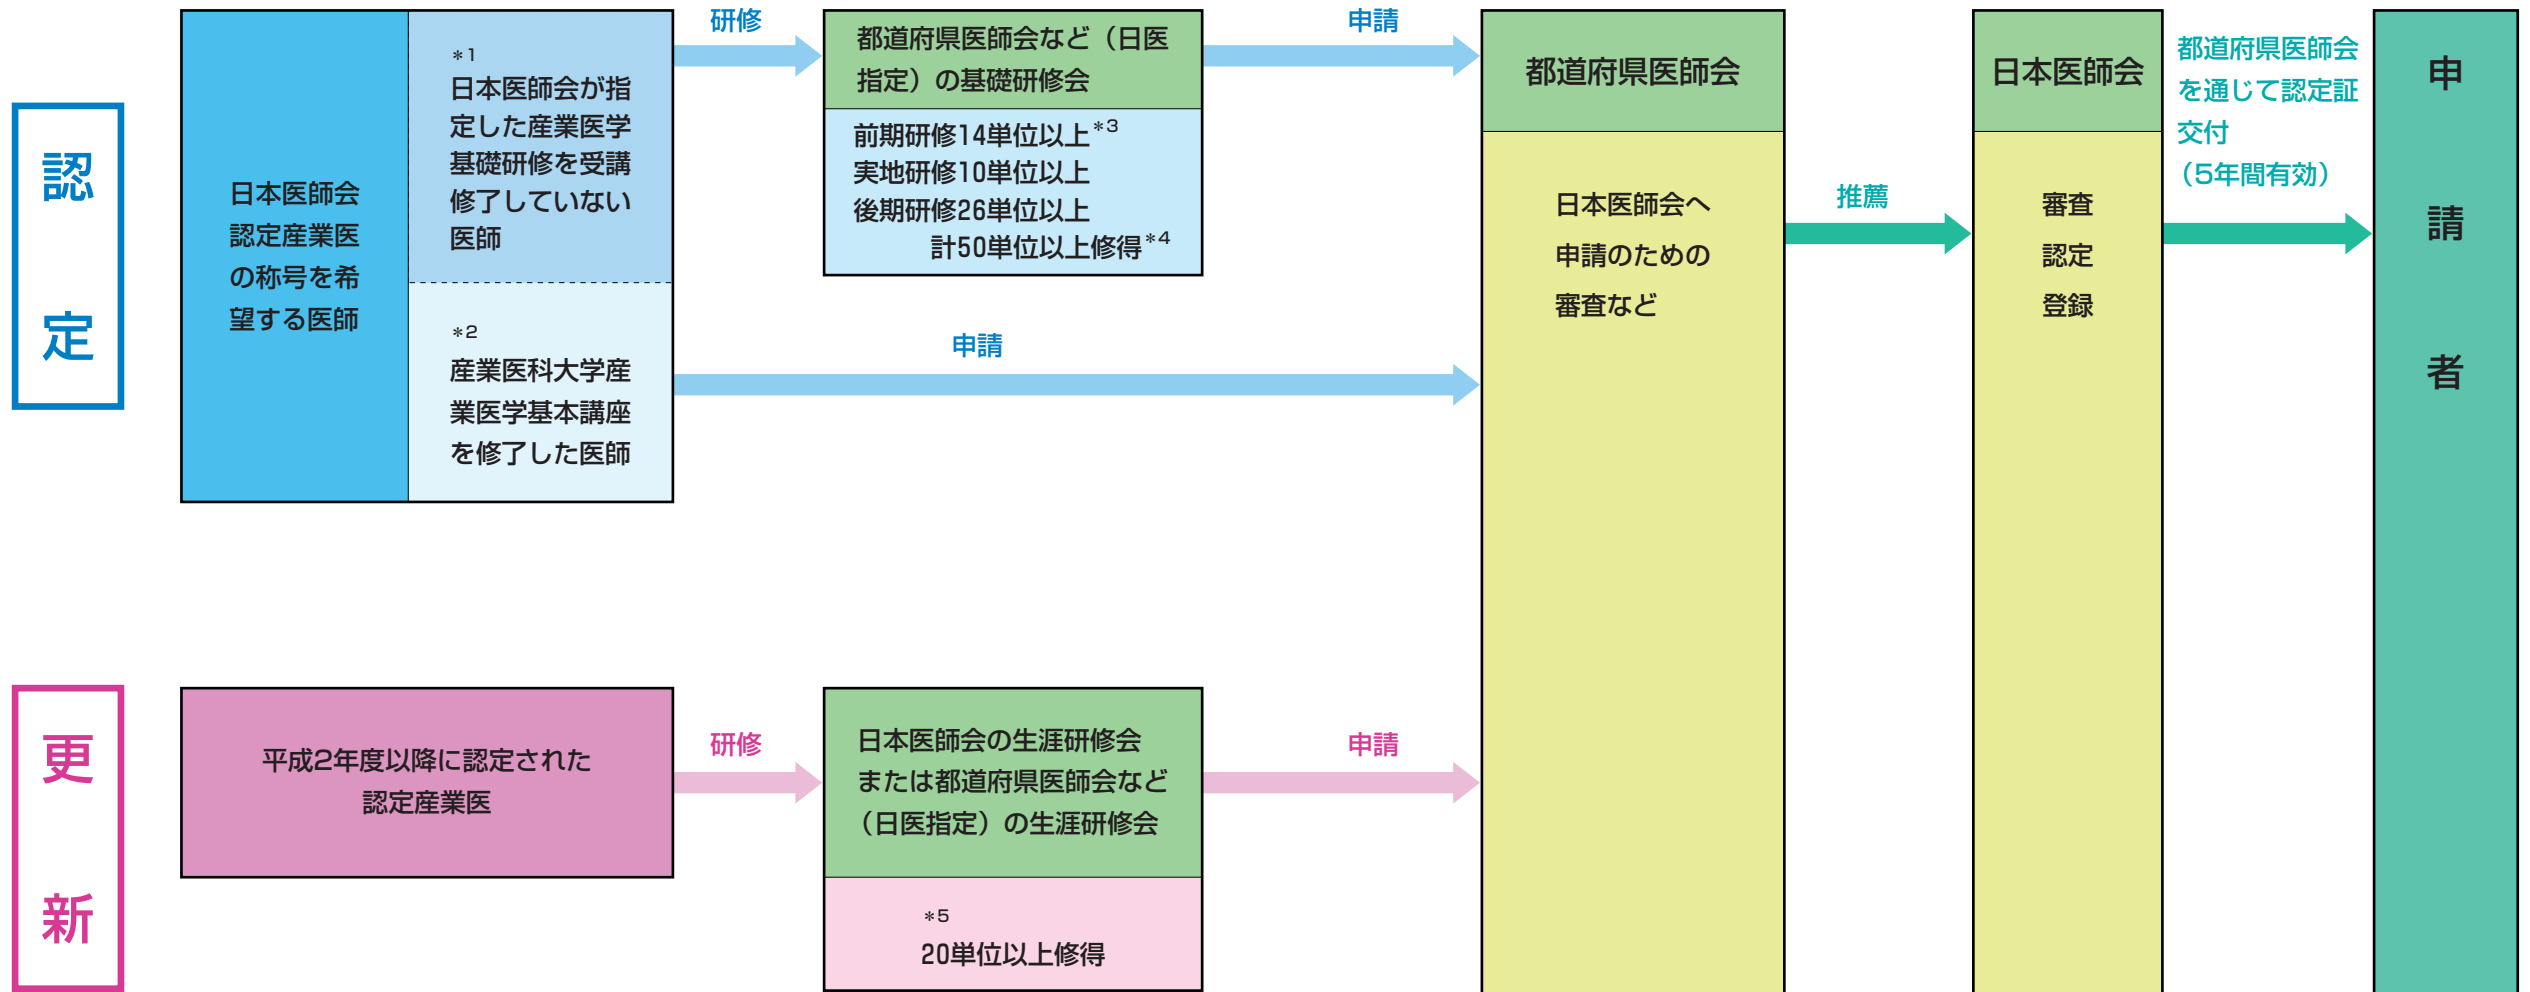 認定
日本医師会
認定産業医
の称号を希
望する医師
*1
日本医師会が指
定した産業医学
基礎研修を受講
修了していない
医師
*2
産業医科大学産
業医学基本講座
を修了した医師
研修
都道府県医師会など（日医
指定）の基礎研修会
前期研修14単位以上*3
実地研修10単位以上
後期研修26単位以上
計50単位以上修得*4
申請
申請
都道府県医師会
日本医師会へ
申請のための
審査など
推薦
日本医師会
審査
認定
登録
都道府県医師会
を通じて認定証
交付
（5年間有効）
申請者
更新
平成2年度以降に認定された
認定産業医
研修
日本医師会の生涯研修会
または都道府県医師会など
（日医指定）の生涯研修会
*5
20単位以上修得
申請